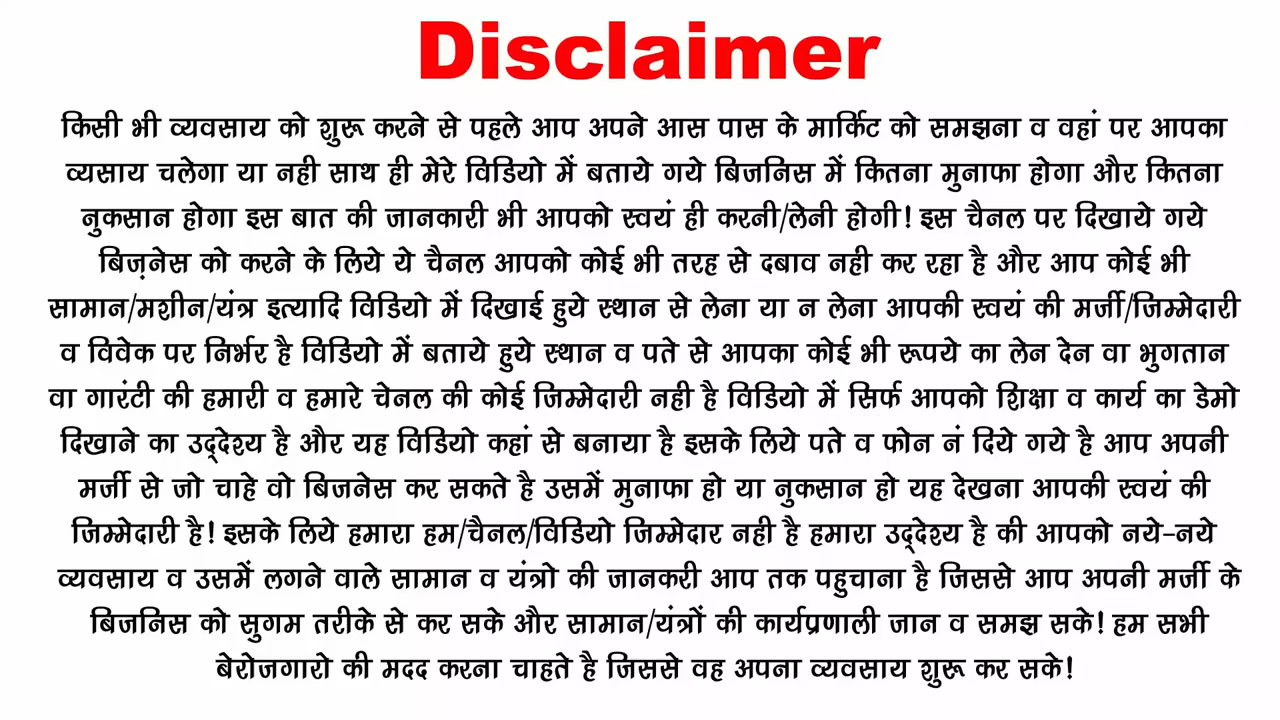 Disclaimer
किसी भी व्यवसाय को शुरू करने से पहले आप अपने आस पास के मार्किट को समझना व वहां पर आपका
व्यसाय चलेगा या नही साथ ही मेरे विडियो में बताये गये बिजनिस में कितना मुनाफा होगा और कितना
नुकसान होगा इस बात की जानकारी भी आपको स्वयं ही करनी/लेनी होगी! इस चैनल पर दिखाये गये
बिज़नेस को करने के लिये ये चैनल आपको कोई भी तरह से दबाव नही कर रहा है और आप कोई भी
सामान/मशीन/यंत्र इत्यादि विडियो में दिखाई हुये स्थान से लेना या न लेना आपकी स्वयं की मर्जी/जिम्मेदारी
व विवेक पर निर्भर है विडियो में बताये हुये स्थान व पते से आपका कोई भी रूपये का लेन देन वा भुगतान
वा गारंटी की हमारी व हमारे चेनल की कोई जिम्मेदारी नही है विडियो में सिर्फ आपको शिक्षा व कार्य का डेमो
दिखाने का उद्देश्य है और यह विडियो कहां से बनाया है इसके लिये पते व फोन नं दिये गये है आप अपनी
मर्जी से जो चाहे वो बिजनेस कर सकते है उसमें मुनाफा हो या नुकसान हो यह देखना आपकी स्वयं की
जिम्मेदारी है! इसके लिये हमारा हम/चैनल/विडियो जिम्मेदार नही है हमारा उद्देश्य है की आपको नये-नये
व्यवसाय व उसमें लगने वाले सामान व यंत्रो की जानकरी आप तक पहुचाना है जिससे आप अपनी मर्जी के
बिजनिस को सुगम तरीके से कर सके और सामान/यंत्रों की कार्यप्रणाली जान व समझ सके! हम सभी
बेरोजगारो की मदद करना चाहते है जिससे वह अपना व्यवसाय शुरू कर सके!